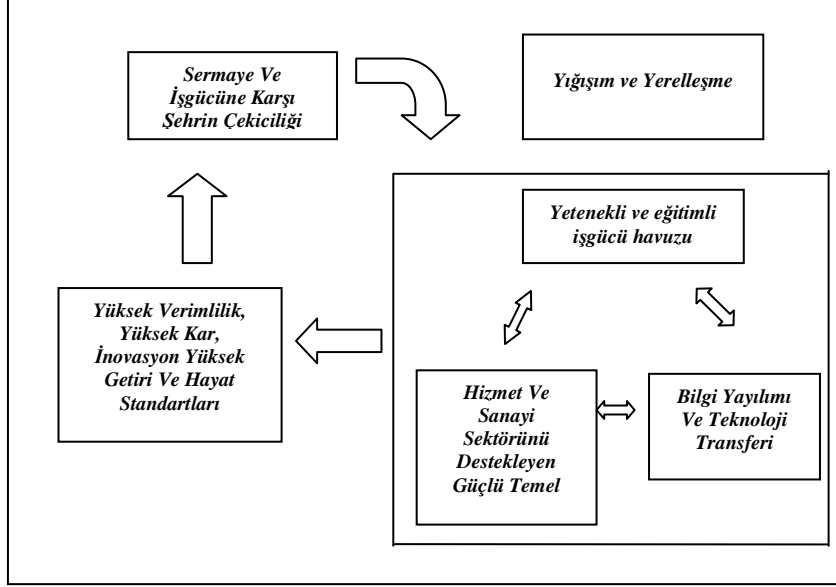 Sermaye Ve
İşgücüne Karşı
Şehrin Çekiciliği
Yığışım ve Yerelleşme
Yetenekli ve eğitimli
işgücü havuzu
Yüksek Verimlilik,
Yüksek Kar,
İnovasyon Yüksek
Getiri Ve Hayat
Standartları
Hizmet Ve
Sanayi
Sektörünü
Destekleyen
Güçlü Temel
Bilgi Yayılımı
Ve Teknoloji
Transferi